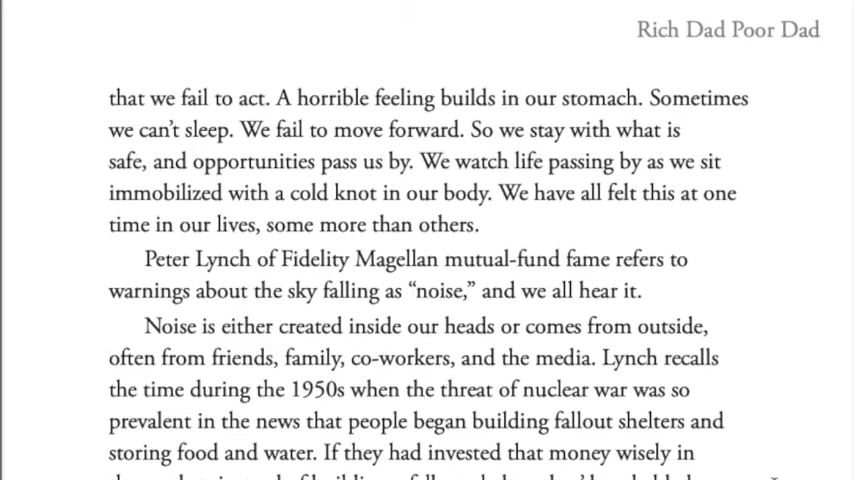 Rich Dad Poor Dad
that we fail to act. A horrible feeling builds in our stomach. Sometimes
we can't sleep. We fail to move forward. So we stay with what is
safe, and opportunities pass us by. We watch life passing by as we sit
immobilized with a cold knot in our body. We have all felt this at one
time in our lives, some more than others.
Peter Lynch of Fidelity Magellan mutual-fund fame refers to
warnings about the sky falling as “noise,” and we all hear it.
Noise is either created inside our heads or comes from outside,
often from friends, family, co-workers, and the media. Lynch recalls
the time during the 1950s when the threat of nuclear war was so
prevalent in the news that people began building fallout shelters and
storing food and water. If they had invested that money wisely in